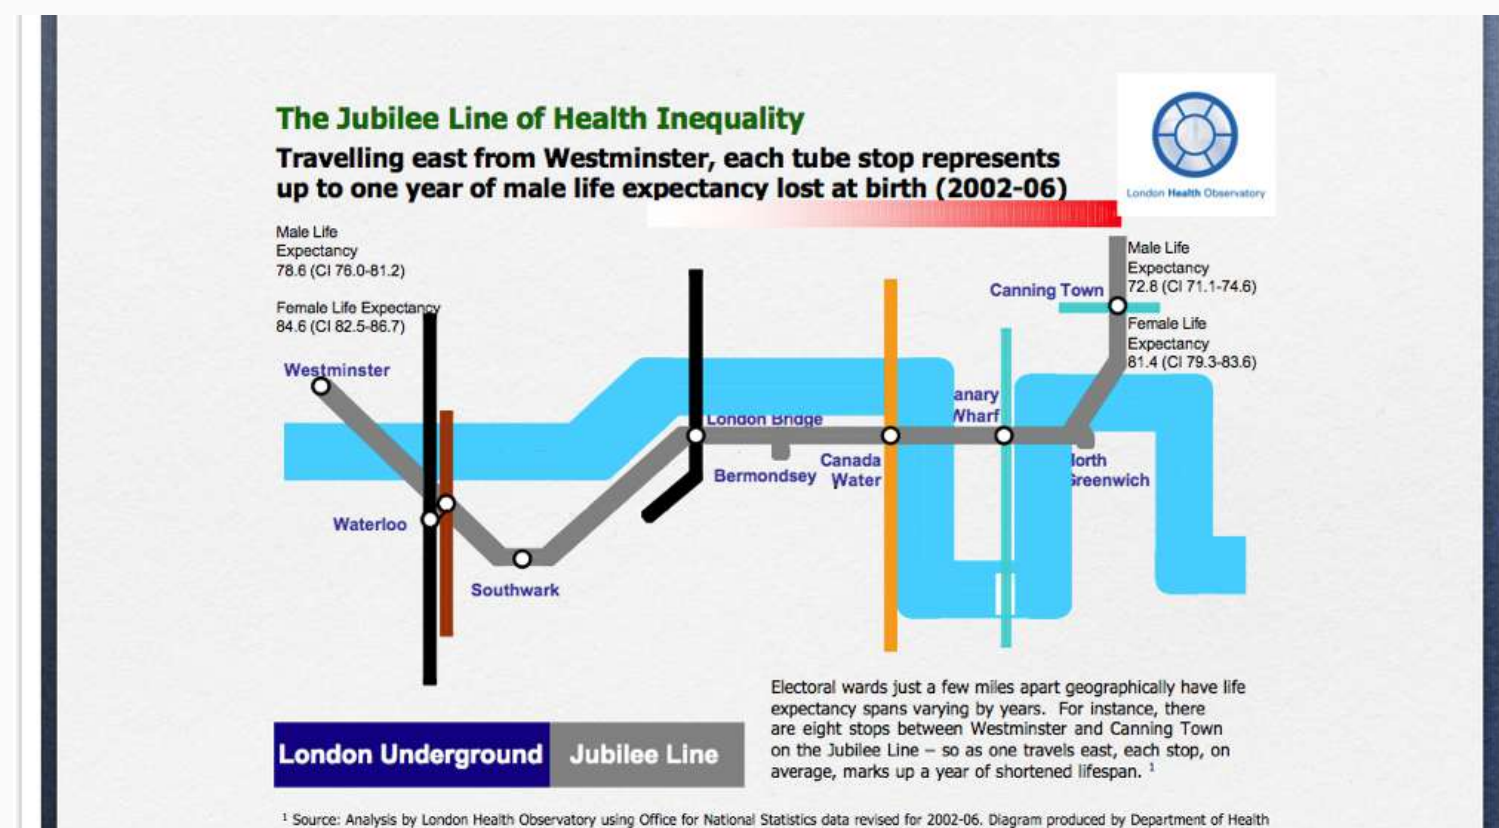 The Jubilee Line of Health Inequality
Travelling east from Westminster, each tube stop represents
up to one year of male life expectancy lost at birth (2002-06)
London Health Observatory
Male Life
Expectancy
78.6 (CI 76.0-81.2)
Female Life Expectancy
84.6 (CI 82.5-86.7)
Male Life
Expectancy
72.8 (CI 71.1-74.6)
Female Life
Expectancy
81.4 (CI 79.3-83.6)
Canning Town
Westminster
anary
Wharf
London Bridge
Bermondsey
Canada
Water
North
Greenwich
Waterloo
Southwark
Electoral wards just a few miles apart geographically have life
expectancy spans varying by years. For instance, there
are eight stops between Westminster and Canning Town
on the Jubilee Line – so as one travels east, each stop, on
average, marks up a year of shortened lifespan. 1
London Underground
Jubilee Line
1 Source: Analysis by London Health Observatory using Office for National Statistics data revised for 2002-06. Diagram produced by Department of Health